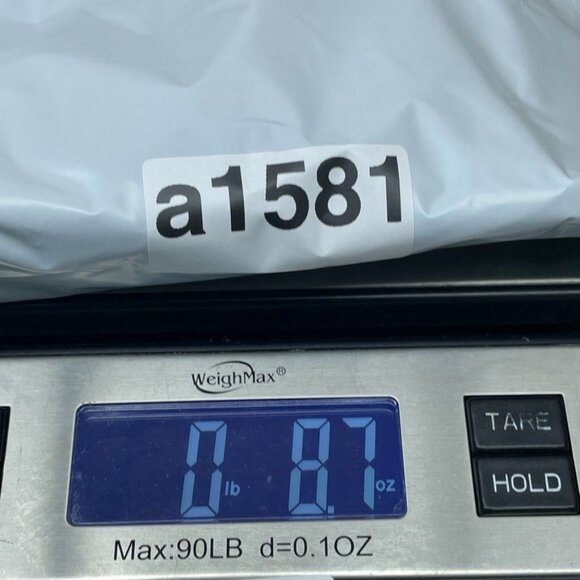 a1581
WeighMax®
0 lb 8.7 oz
TARE
HOLD
Max:90LB d=0.1OZ